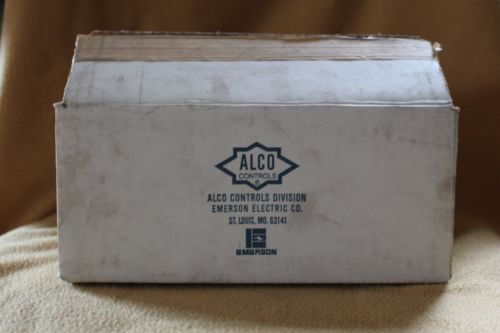 ALCO
CONTROLS
®
ALCO CONTROLS DIVISION
EMERSON ELECTRIC CO.
ST. LOUIS, MO. 63141
EMERSON